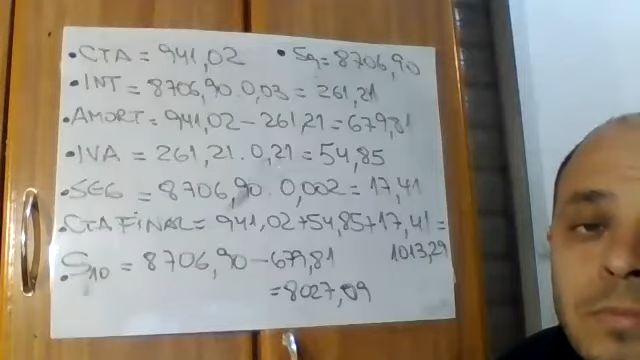 • CTA = 941,02 • S9 = 8706,90
• INT = 8706,90 . 0,03 = 261,21
• AMORT = 941,02 - 261,21 = 679,81
• IVA = 261,21 . 0,21 = 54,85
• SEG = 8706,90 . 0,002 = 17,41
• CTA FiNAL = 941,02 + 54,85 + 17,41 =
1013,29
• S10 = 8706,90 - 679,81
= 8027,09